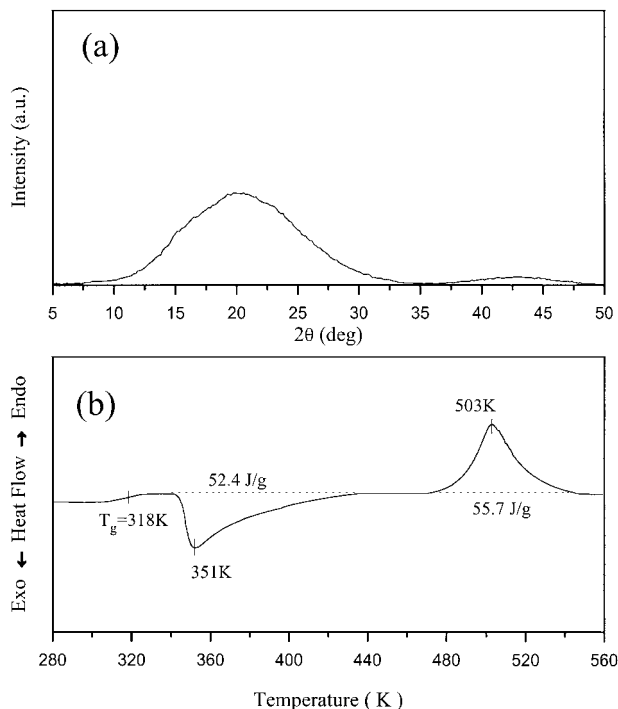 (a)
Intensity (a.u.)
5 10 15 20 25 30 35 40 45 50
2θ (deg)
(b)
Exo ← Heat Flow → Endo
503K
52.4 J/g
55.7 J/g
Tg=318K
351K
280 320 360 400 440 480 520 560
Temperature ( K )